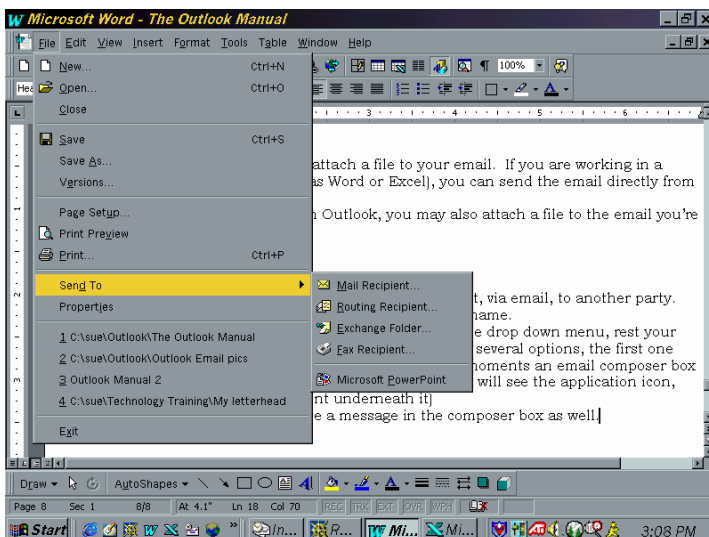 Microsoft Word - The Outlook Manual
File Edit View Insert Format Tools Table Window Help
100%
Hea
New... Ctrl+N
Open... Ctrl+O
Close
Save Ctrl+S
Save As...
Versions...
Page Setup...
Print Preview
Print... Ctrl+P
Send To
Properties
1 C:\sue\Outlook\The Outlook Manual
2 C:\sue\Outlook\Outlook Email pics
3 Outlook Manual 2
4 C:\sue\Technology Training\My letterhead
Exit
Mail Recipient...
Routing Recipient...
Exchange Folder...
Fax Recipient...
Microsoft PowerPoint
3 4 5 6
attach a file to your email. If you are working in a
as Word or Excel), you can send the email directly from
Outlook, you may also attach a file to the email you're
t, via email, to another party.
name.
e drop down menu, rest your
several options, the first one
moments an email composer box
will see the application icon,
nt underneath it)
e a message in the composer box as well.
Draw AutoShapes
Page 8 Sec 1 8/8 At 4.1" Ln 18 Col 70 REC TRK EXT OVR WPH
Start In... R... Mi... Mi... 3:08 PM